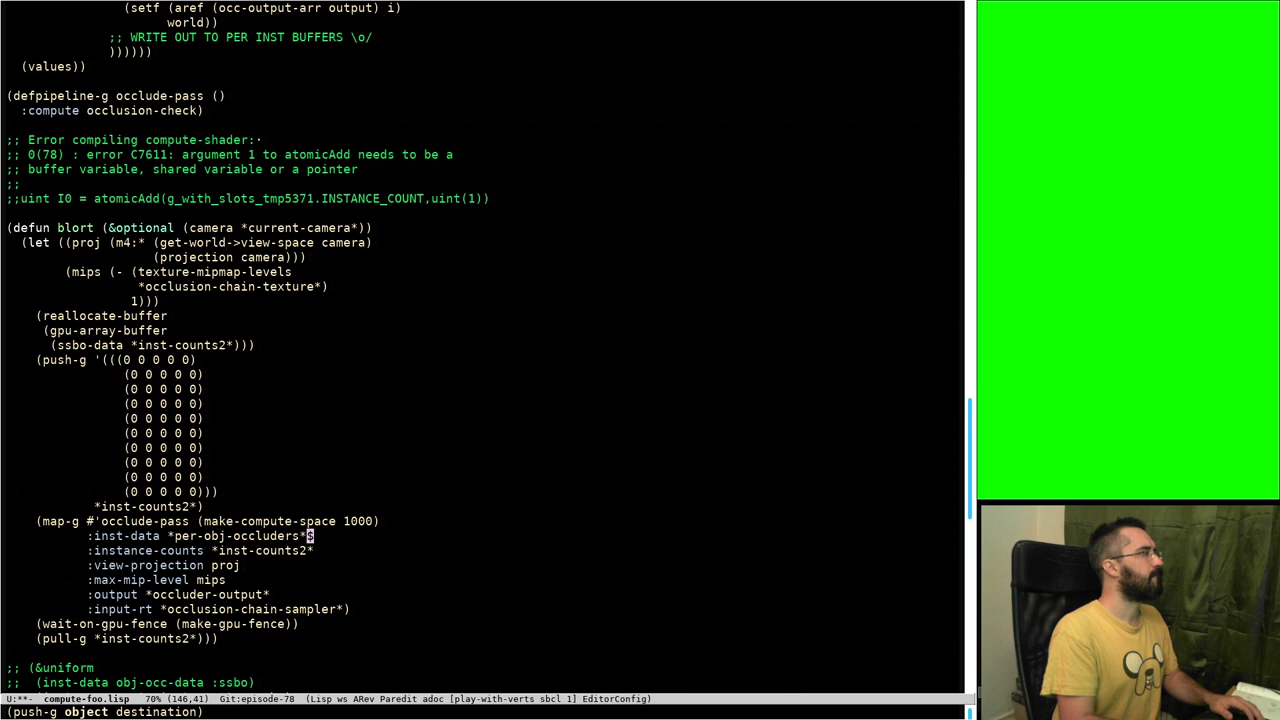 (setf (aref (occ-output-arr output) i)
world))
;; WRITE OUT TO PER INST BUFFERS \o/
))))))
(values))
(defpipeline-g occlude-pass ()
:compute occlusion-check)
;; Error compiling compute-shader:·
;; 0(78) : error C7611: argument 1 to atomicAdd needs to be a
;; buffer variable, shared variable or a pointer
;;
;;uint I0 = atomicAdd(g_with_slots_tmp5371.INSTANCE_COUNT,uint(1))
(defun blort (&optional (camera *current-camera*))
(let ((proj (m4:* (get-world->view-space camera)
(projection camera)))
(mips (- (texture-mipmap-levels
*occlusion-chain-texture*)
1)))
(reallocate-buffer
(gpu-array-buffer
(ssbo-data *inst-counts2*)))
(push-g '(((0 0 0 0 0)
(0 0 0 0 0)
(0 0 0 0 0)
(0 0 0 0 0)
(0 0 0 0 0)
(0 0 0 0 0)
(0 0 0 0 0)
(0 0 0 0 0)
(0 0 0 0 0)
(0 0 0 0 0)))
*inst-counts2*)
(map-g #'occlude-pass (make-compute-space 1000)
:inst-data *per-obj-occluders*$
:instance-counts *inst-counts2*
:view-projection proj
:max-mip-level mips
:output *occluder-output*
:input-rt *occlusion-chain-sampler*)
(wait-on-gpu-fence (make-gpu-fence))
(pull-g *inst-counts2*)))
;; (&uniform
;;  (inst-data obj-occ-data :ssbo)
U:**-  compute-foo.lisp   70% (146,41)  Git:episode-78  (Lisp ws ARev Paredit adoc [play-with-verts sbcl 1] EditorConfig)
(push-g object destination)